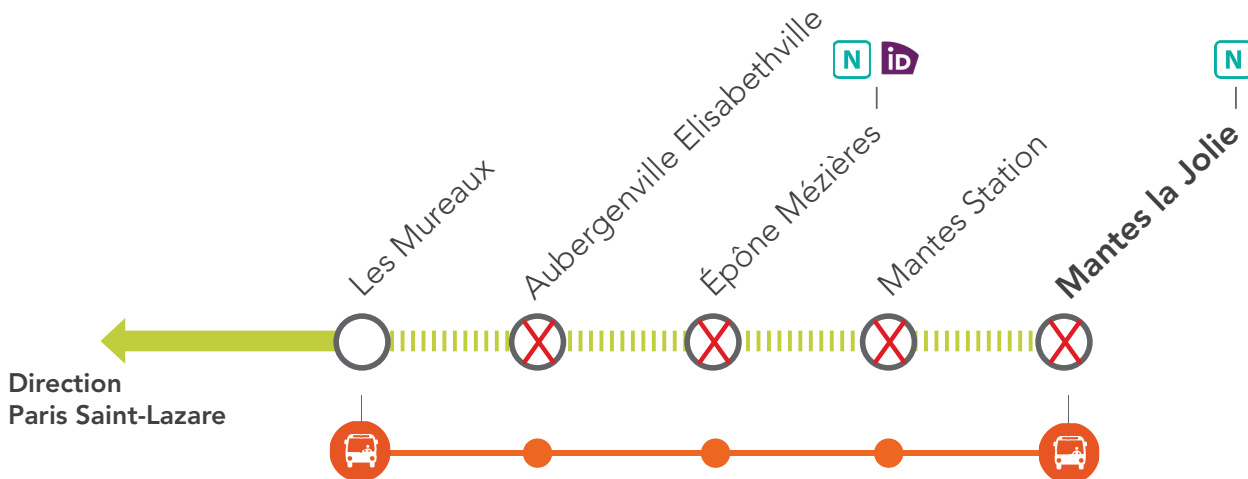 Les Mureaux
Aubergenville Elisabethville
N iD
Épône Mézières
Mantes Station
N
Mantes la Jolie
Direction
Paris Saint-Lazare